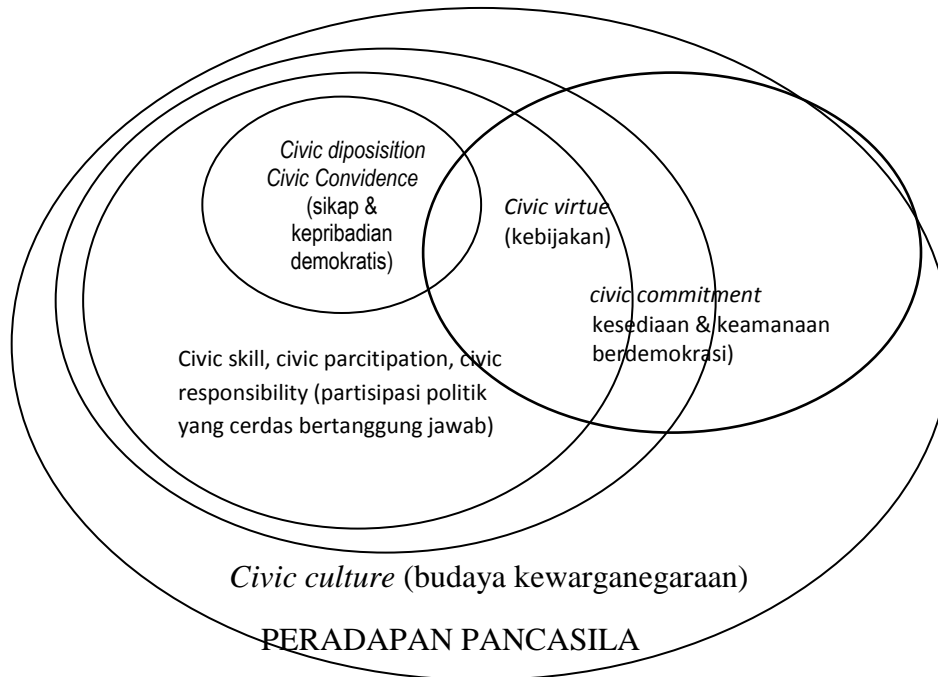 Civic diposisition
Civic Convidence
(sikap &
kepribadian
demokratis)
Civic virtue
(kebijakan)
civic commitment
kesediaan & keamanaan
berdemokrasi)
Civic skill, civic parcitipation, civic
responsibility (partisipasi politik
yang cerdas bertanggung jawab)
Civic culture (budaya kewarganegaraan)
PERADAPAN PANCASILA